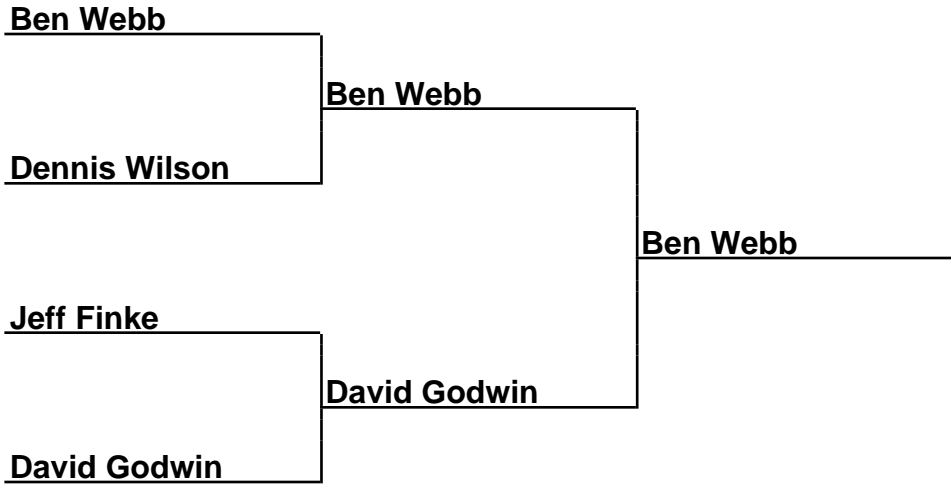 Ben Webb
Ben Webb
Dennis Wilson
Ben Webb
Jeff Finke
David Godwin
David Godwin